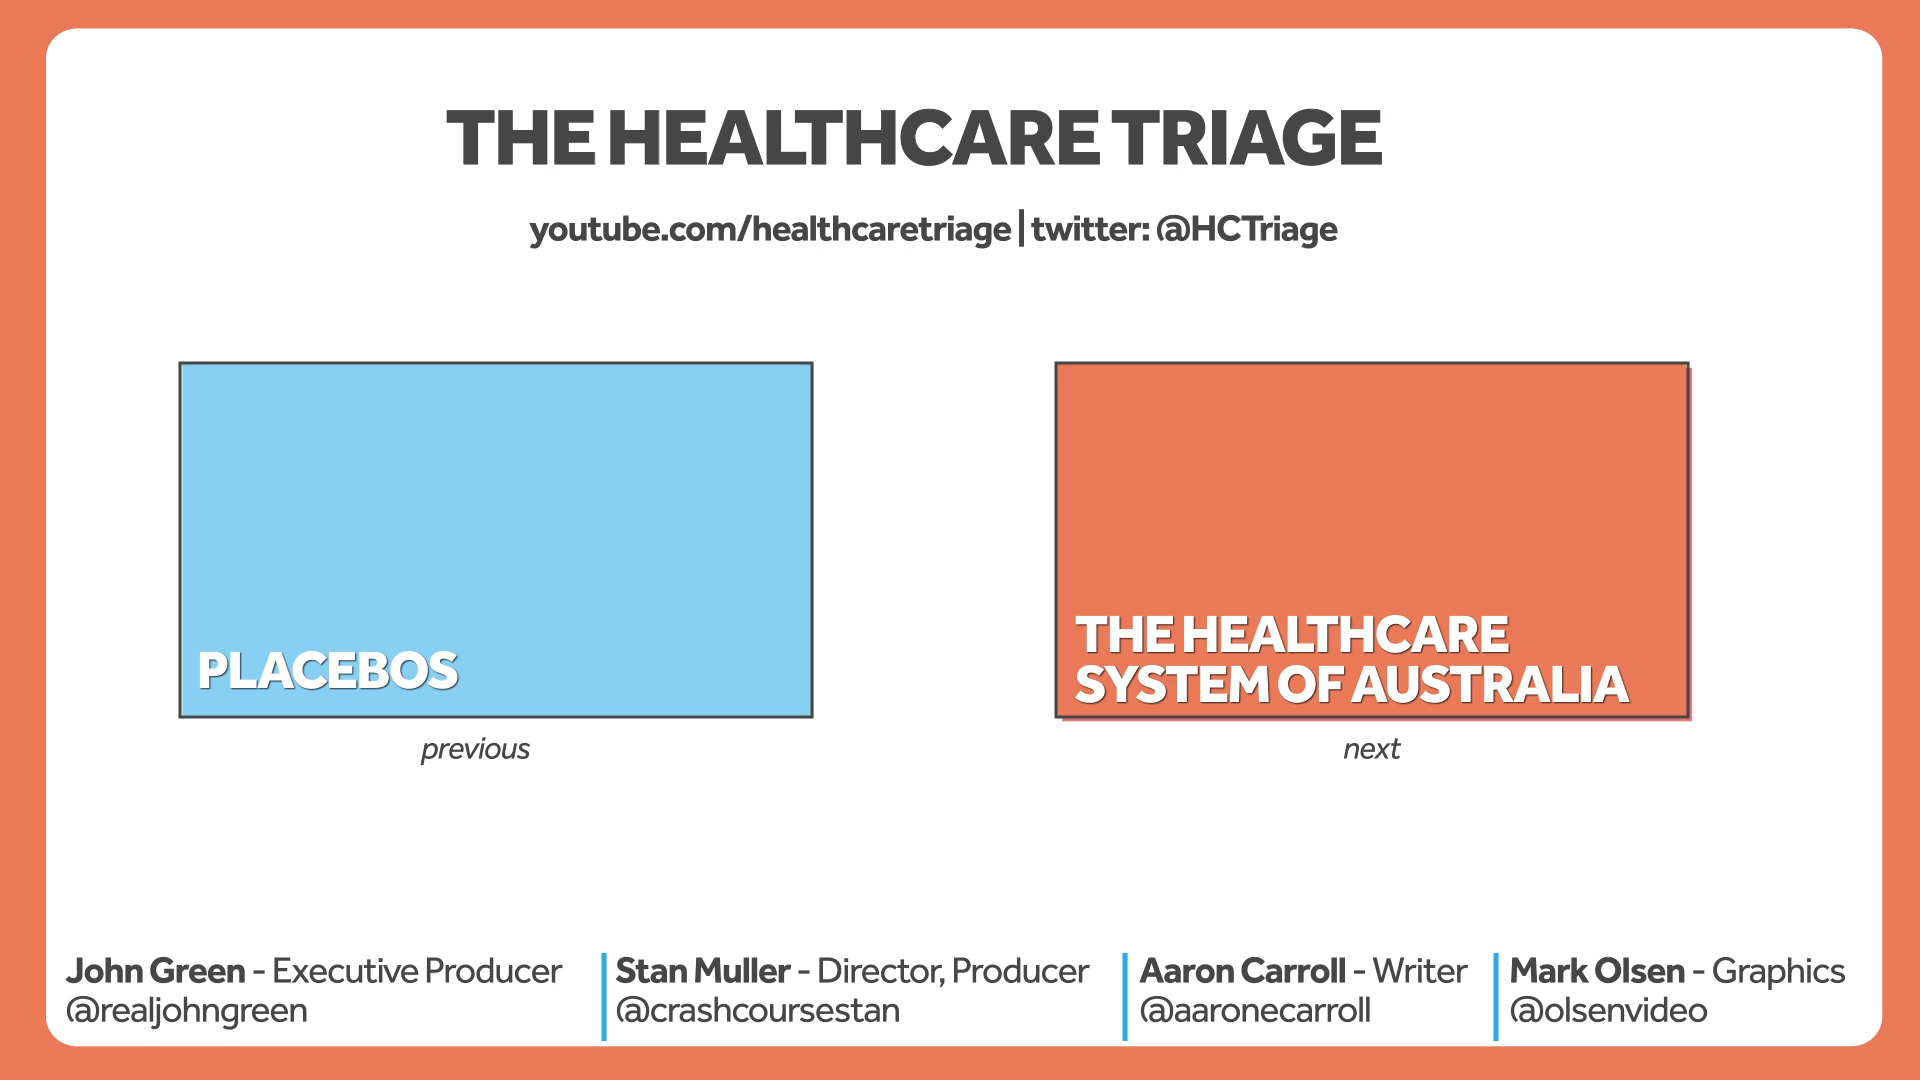 THE HEALTHCARE TRIAGE
youtube.com/healthcaretriage | twitter: @HCTriage
PLACEBOS
previous
THE HEALTHCARE
SYSTEM OF AUSTRALIA
next
John Green - Executive Producer
@realjohngreen
Stan Muller - Director, Producer
@crashcoursestan
Aaron Carroll - Writer
@aaronecarroll
Mark Olsen - Graphics
@olsenvideo